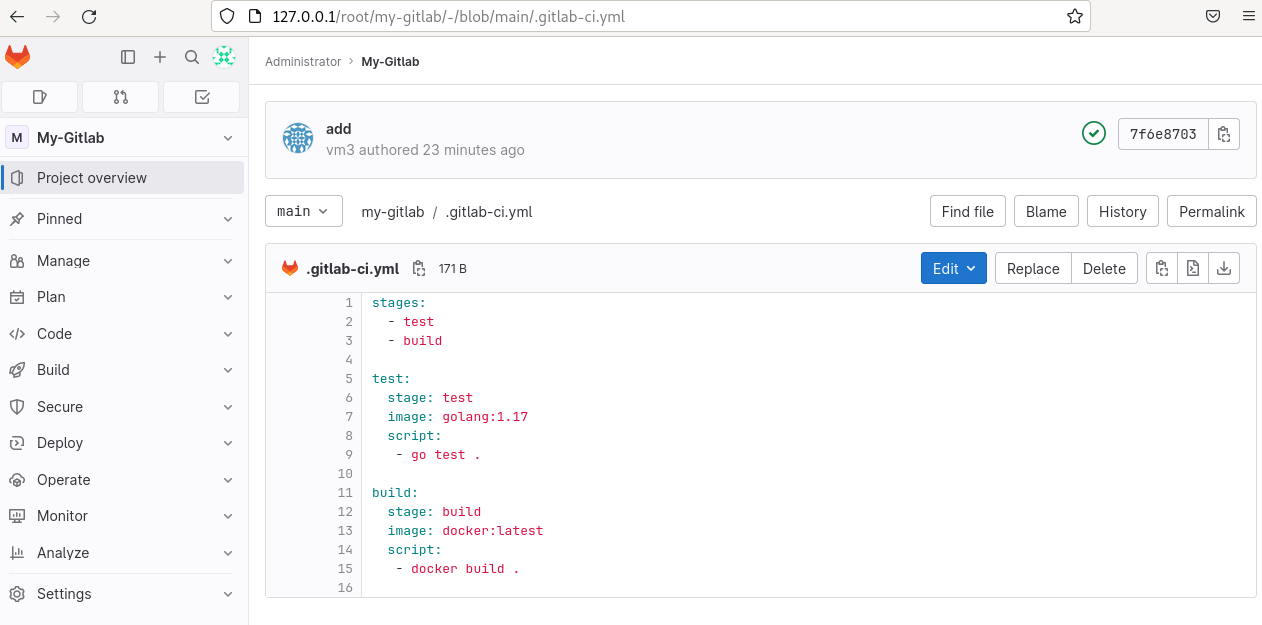 127.0.0.1/root/my-gitlab/-/blob/main/.gitlab-ci.yml
M My-Gitlab
Project overview
Pinned
Manage
Plan
Code
Build
Secure
Deploy
Operate
Monitor
Analyze
Settings
Administrator › My-Gitlab
add
vm3 authored 23 minutes ago
7f6e8703
main
my-gitlab / .gitlab-ci.yml
Find file
Blame
History
Permalink
.gitlab-ci.yml 171 B
Edit
Replace
Delete
1 stages:
2   - test
3   - build
4
5 test:
6   stage: test
7   image: golang:1.17
8   script:
9    - go test .
10
11 build:
12   stage: build
13   image: docker:latest
14   script:
15    - docker build .
16